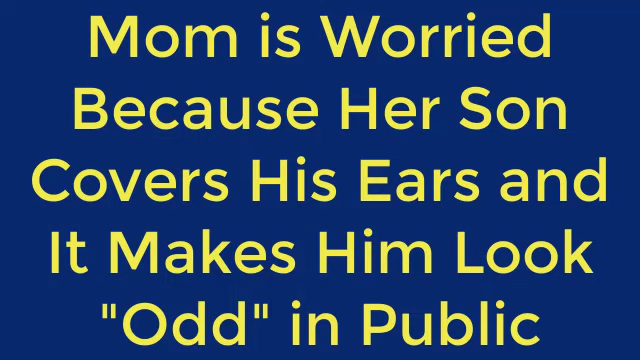 Mom is Worried
Because Her Son
Covers His Ears and
It Makes Him Look
"Odd" in Public